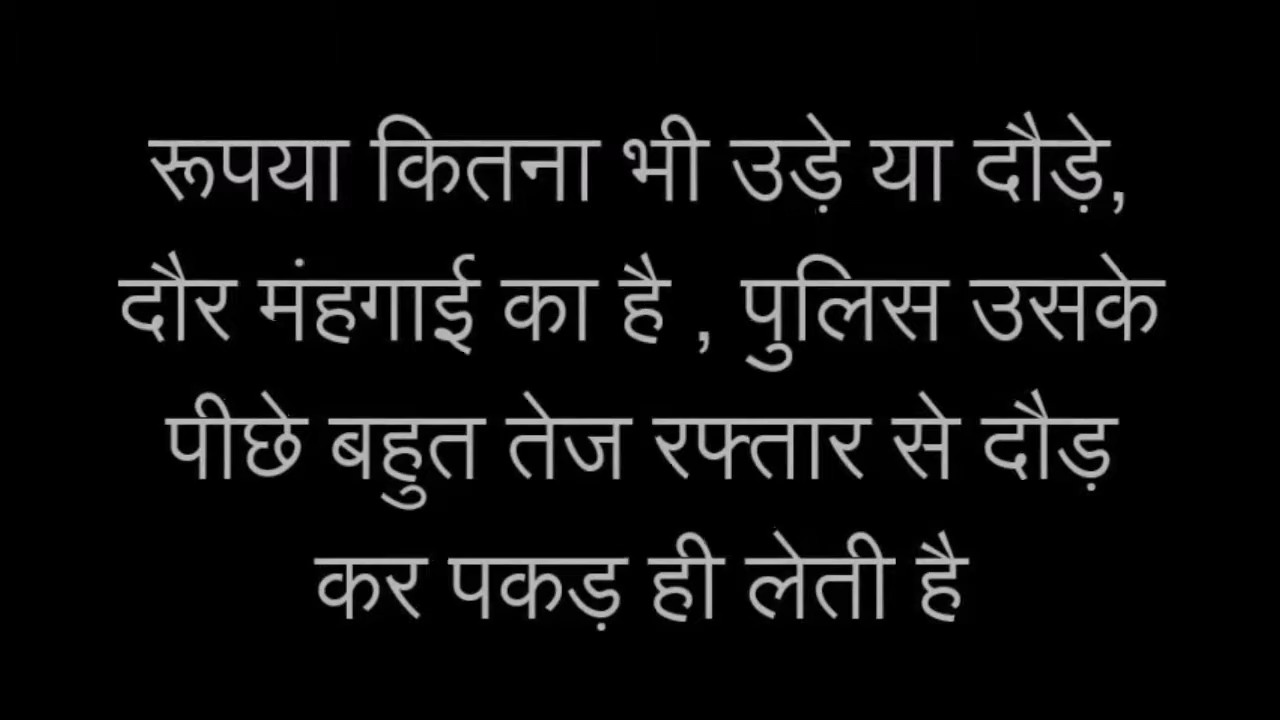 रूपया कितना भी उड़े या दौड़े,
दौर मंहगाई का है , पुलिस उसके
पीछे बहुत तेज रफ्तार से दौड़
कर पकड़ ही लेती है